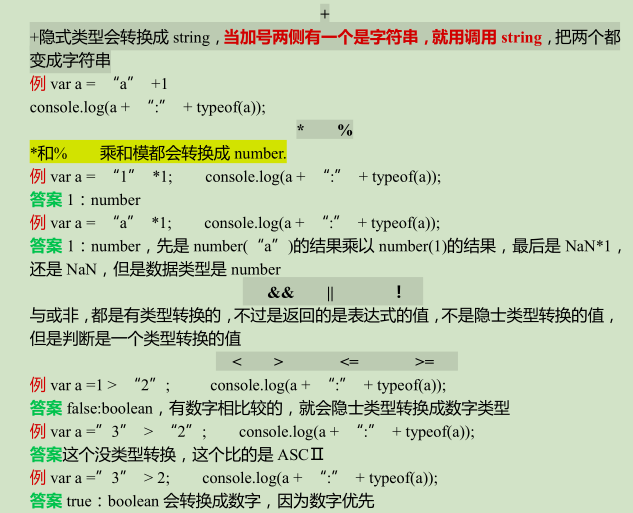 +
+隐式类型会转换成 string，当加号两侧有一个是字符串，就用调用 string，把两个都
变成字符串
例 var a = “a” +1
console.log(a + “:” + typeof(a));
* %
*和% 乘和模都会转换成 number.
例 var a = “1” *1; console.log(a + “:” + typeof(a));
答案 1：number
例 var a = “a” *1; console.log(a + “:” + typeof(a));
答案 1：number，先是 number(“a”)的结果乘以 number(1)的结果，最后是 NaN*1，
还是 NaN，但是数据类型是 number
&& || ！
与或非，都是有类型转换的，不过是返回的是表达式的值，不是隐士类型转换的值，
但是判断是一个类型转换的值
< > <= >=
例 var a =1 > “2”; console.log(a + “:” + typeof(a));
答案 false:boolean，有数字相比较的，就会隐士类型转换成数字类型
例 var a =”3” > “2”; console.log(a + “:” + typeof(a));
答案这个没类型转换，这个比的是 ASCⅡ
例 var a =”3” > 2; console.log(a + “:” + typeof(a));
答案 true：boolean 会转换成数字，因为数字优先